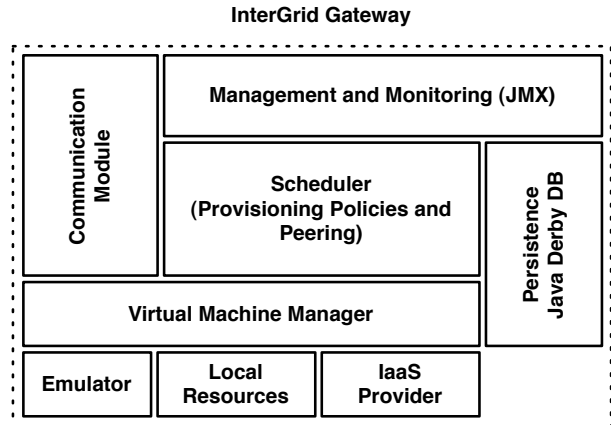 InterGrid Gateway
Communication
Module
Management and Monitoring (JMX)
Scheduler
(Provisioning Policies and
Peering)
Persistence
Java Derby DB
Virtual Machine Manager
Emulator
Local
Resources
IaaS
Provider